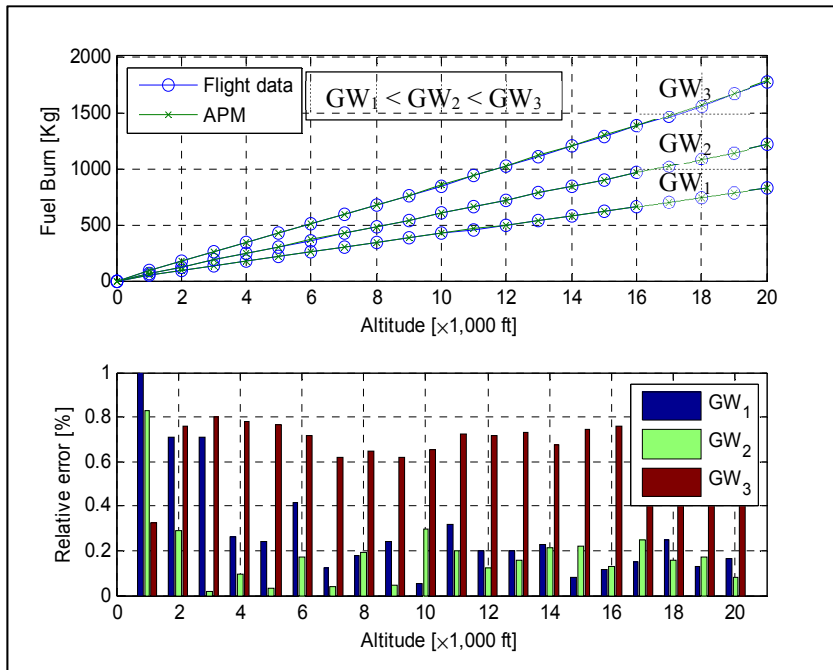 2000
1500
1000
500
0
Fuel Burn [Kg]
Flight data
APM
GW1 < GW2 < GW3
GW3
GW2
GW1
0 2 4 6 8 10 12 14 16 18 20
Altitude [×1,000 ft]
1
0.8
0.6
0.4
0.2
0
Relative error [%]
GW1
GW2
GW3
0 2 4 6 8 10 12 14 16 18 20
Altitude [×1,000 ft]